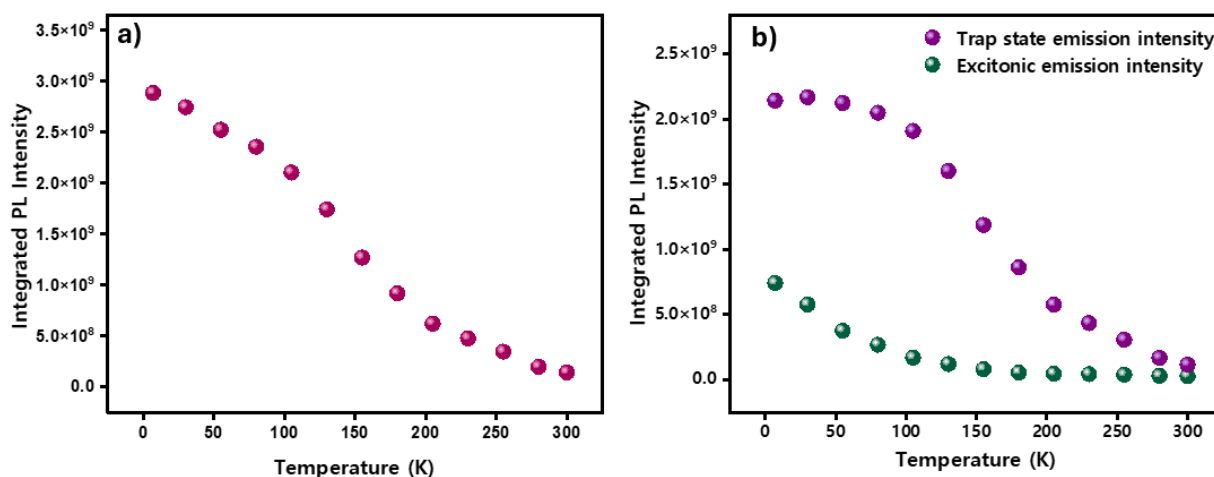 a)
Integrated PL Intensity
3.5×10⁹
3.0×10⁹
2.5×10⁹
2.0×10⁹
1.5×10⁹
1.0×10⁹
5.0×10⁸
0.0
0 50 100 150 200 250 300
Temperature (K)
b)
Trap state emission intensity
Excitonic emission intensity
Integrated PL Intensity
2.5×10⁹
2.0×10⁹
1.5×10⁹
1.0×10⁹
5.0×10⁸
0.0
0 50 100 150 200 250 300
Temperature (K)